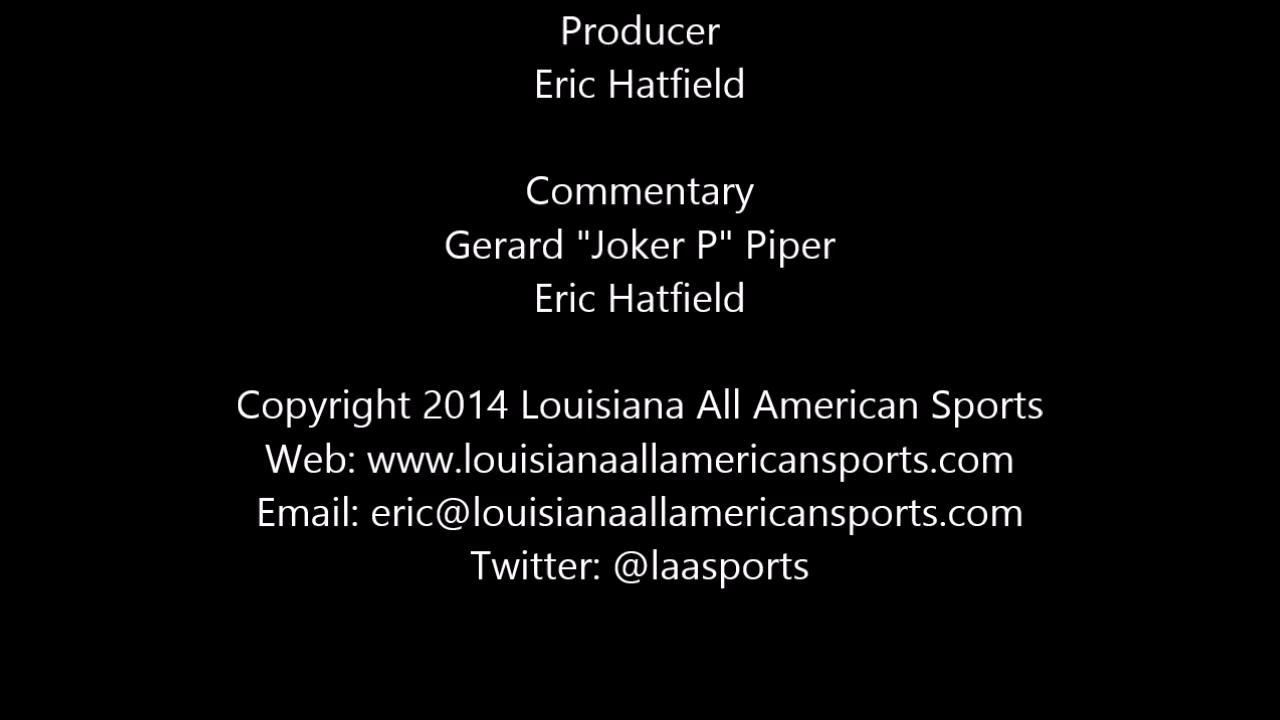 Producer
Eric Hatfield
Commentary
Gerard "Joker P" Piper
Eric Hatfield
Copyright 2014 Louisiana All American Sports
Web: www.louisianaallamericansports.com
Email: eric@louisianaallamericansports.com
Twitter: @laasports